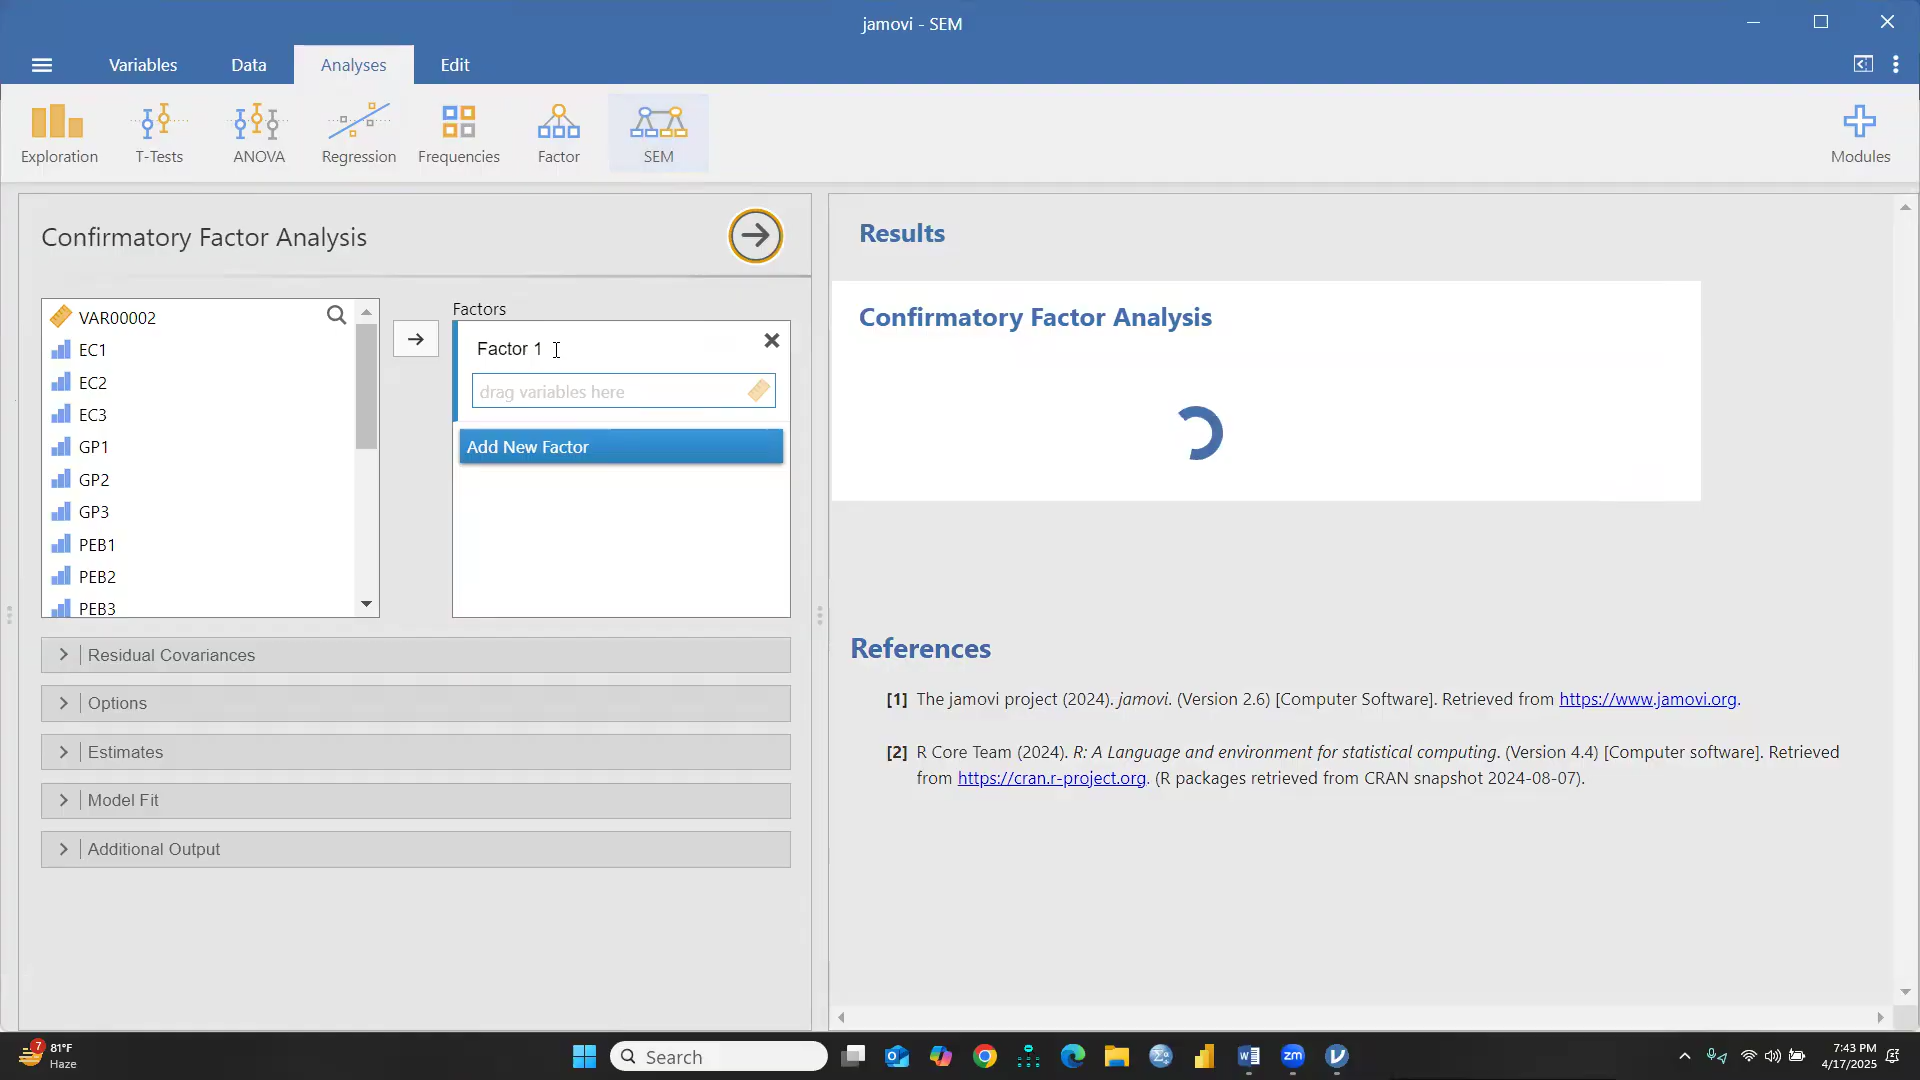 jamovi - SEM
Variables
Data
Analyses
Edit
Exploration
T-Tests
ANOVA
Regression
Frequencies
Factor
SEM
Modules
Confirmatory Factor Analysis
VAR00002
EC1
EC2
EC3
GP1
GP2
GP3
PEB1
PEB2
PEB3
Factors
Factor 1
drag variables here
Add New Factor
Residual Covariances
Options
Estimates
Model Fit
Additional Output
Results
Confirmatory Factor Analysis
References
[1] The jamovi project (2024). jamovi. (Version 2.6) [Computer Software]. Retrieved from https://www.jamovi.org.
[2] R Core Team (2024). R: A Language and environment for statistical computing. (Version 4.4) [Computer software]. Retrieved
from https://cran.r-project.org. (R packages retrieved from CRAN snapshot 2024-08-07).
7
81°F
Haze
Search
zm
7:43 PM
4/17/2025